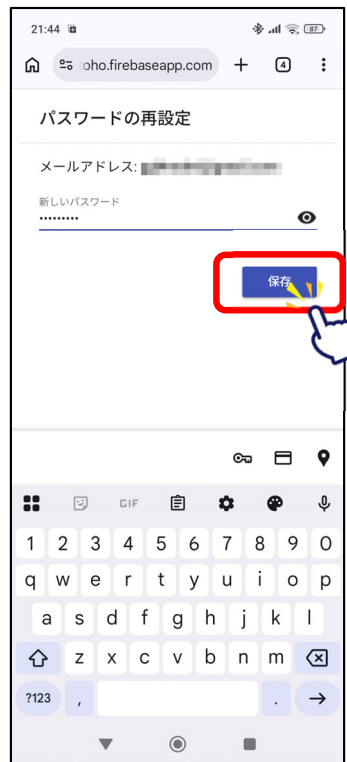 21:44 87
oho.firebaseapp.com 4
パスワードの再設定
メールアドレス:
新しいパスワード
•••••••••
保存
GIF
1 2 3 4 5 6 7 8 9 0
q w e r t y u i o p
a s d f g h j k l
z x c v b n m
?123 , .